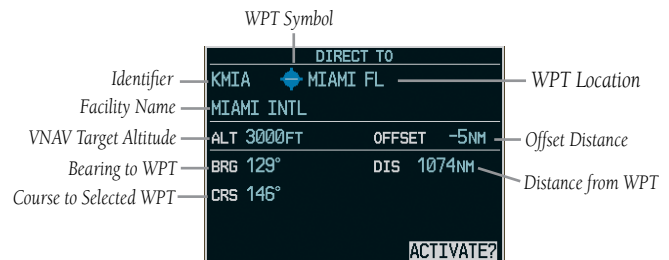 WPT Symbol
DIRECT TO
Identifier KMIA MIAMI FL WPT Location
Facility Name MIAMI INTL
VNAV Target Altitude ALT 3000FT OFFSET -5NM Offset Distance
Bearing to WPT BRG 129° DIS 1074NM Distance from WPT
Course to Selected WPT CRS 146°
ACTIVATE?